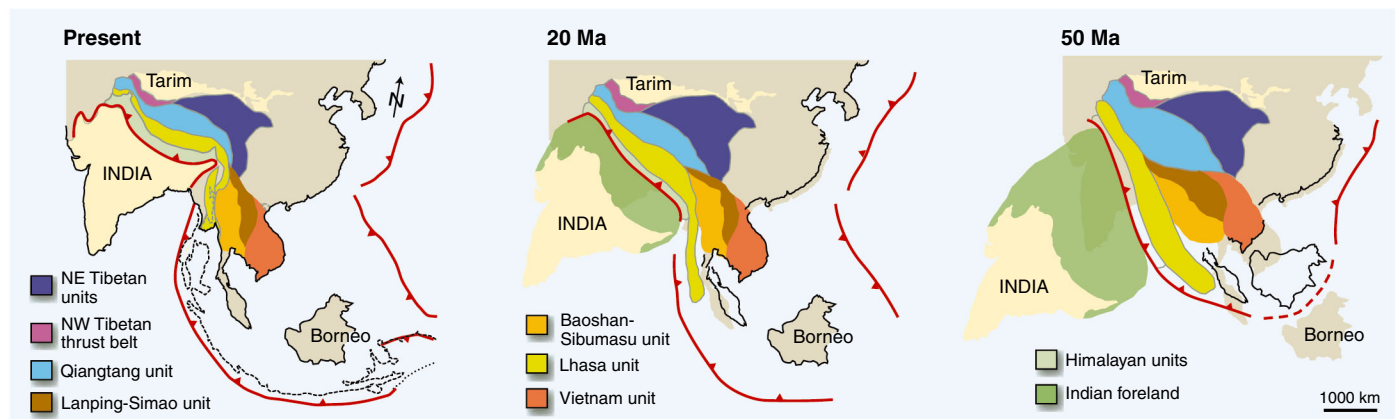 Present
Tarim
N
INDIA
Borneo
NE Tibetan
units
NW Tibetan
thrust belt
Qiangtang unit
Lanping-Simao unit
20 Ma
Tarim
INDIA
Baoshan-
Sibumasu unit
Lhasa unit
Vietnam unit
50 Ma
Tarim
INDIA
Borneo
Himalayan units
Indian foreland
1000 km